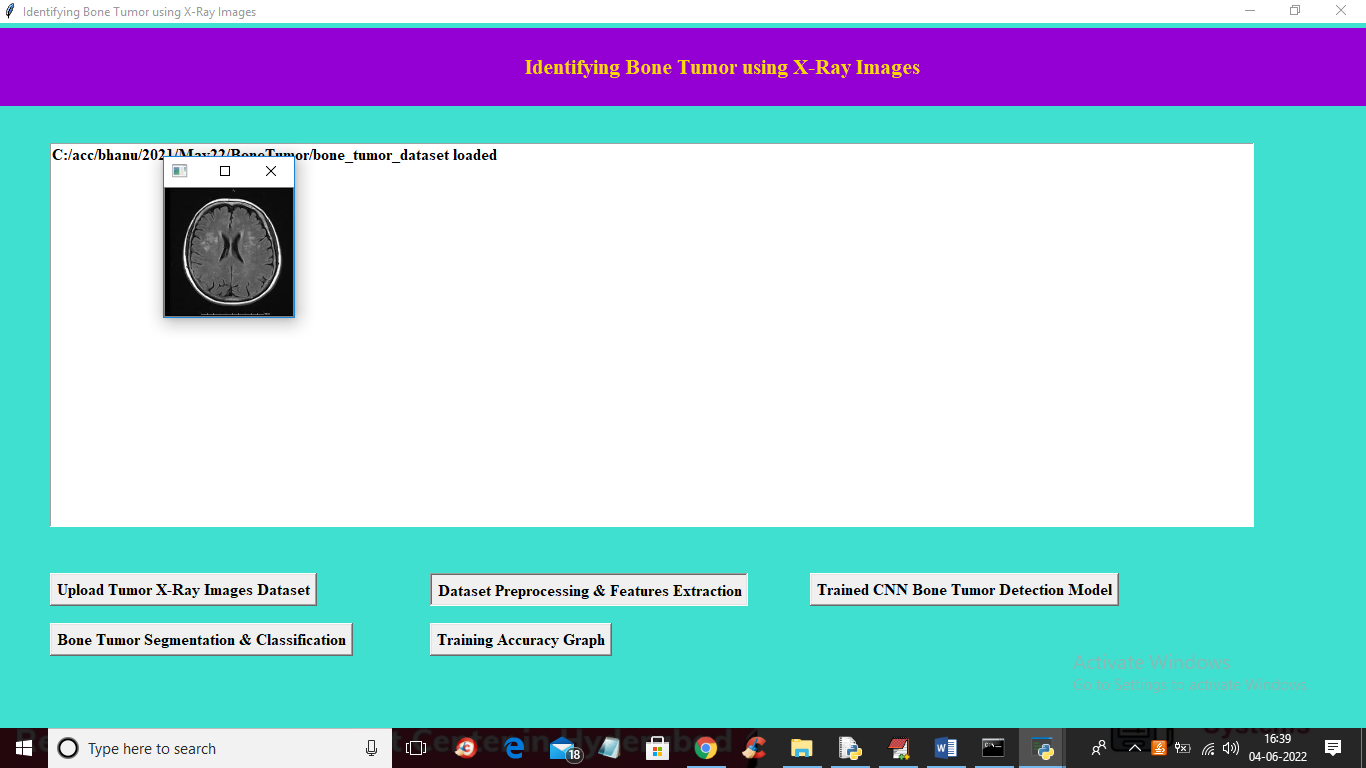 Identifying Bone Tumor using X-Ray Images
Identifying Bone Tumor using X-Ray Images
C:/acc/bhanu/2021/May22/BoneTumor/bone_tumor_dataset loaded
Upload Tumor X-Ray Images Dataset
Dataset Preprocessing & Features Extraction
Trained CNN Bone Tumor Detection Model
Bone Tumor Segmentation & Classification
Training Accuracy Graph
Activate Windows
Go to Settings to activate Windows.
Type here to search
18
16:39
04-06-2022